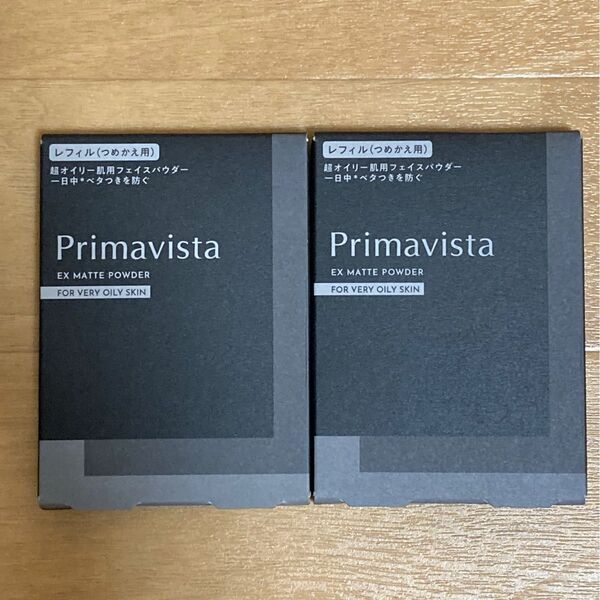 レフィル(つめかえ用)
超オイリー肌用フェイスパウダー
一日中*ベタつきを防ぐ
Primavista
EX MATTE POWDER
FOR VERY OILY SKIN
レフィル(つめかえ用)
超オイリー肌用フェイスパウダー
一日中*ベタつきを防ぐ
Primavista
EX MATTE POWDER
FOR VERY OILY SKIN